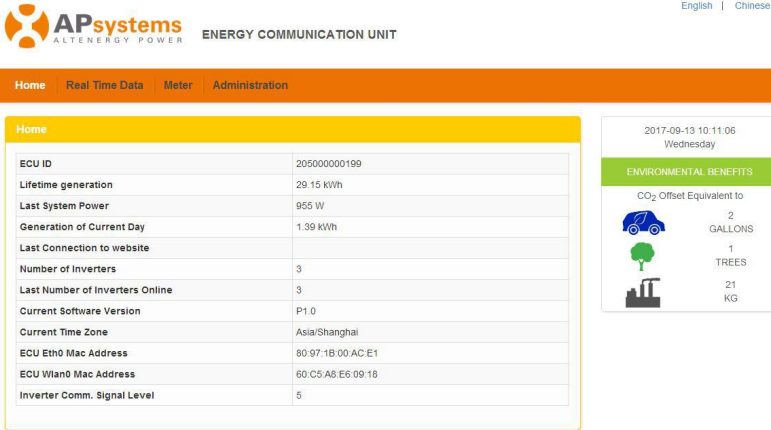 English | Chinese
APsystems
ALTENERGY POWER
ENERGY COMMUNICATION UNIT
Home Real Time Data Meter Administration
Home
ECU ID 205000000199
Lifetime generation 29.15 kWh
Last System Power 955 W
Generation of Current Day 1.39 kWh
Last Connection to website
Number of Inverters 3
Last Number of Inverters Online 3
Current Software Version P1.0
Current Time Zone Asia/Shanghai
ECU Eth0 Mac Address 80:97:1B:00:AC:E1
ECU Wlan0 Mac Address 60:C5:A8:E6:09:18
Inverter Comm. Signal Level 5
2017-09-13 10:11:06
Wednesday
ENVIRONMENTAL BENEFITS
CO2 Offset Equivalent to
2
GALLONS
1
TREES
21
KG